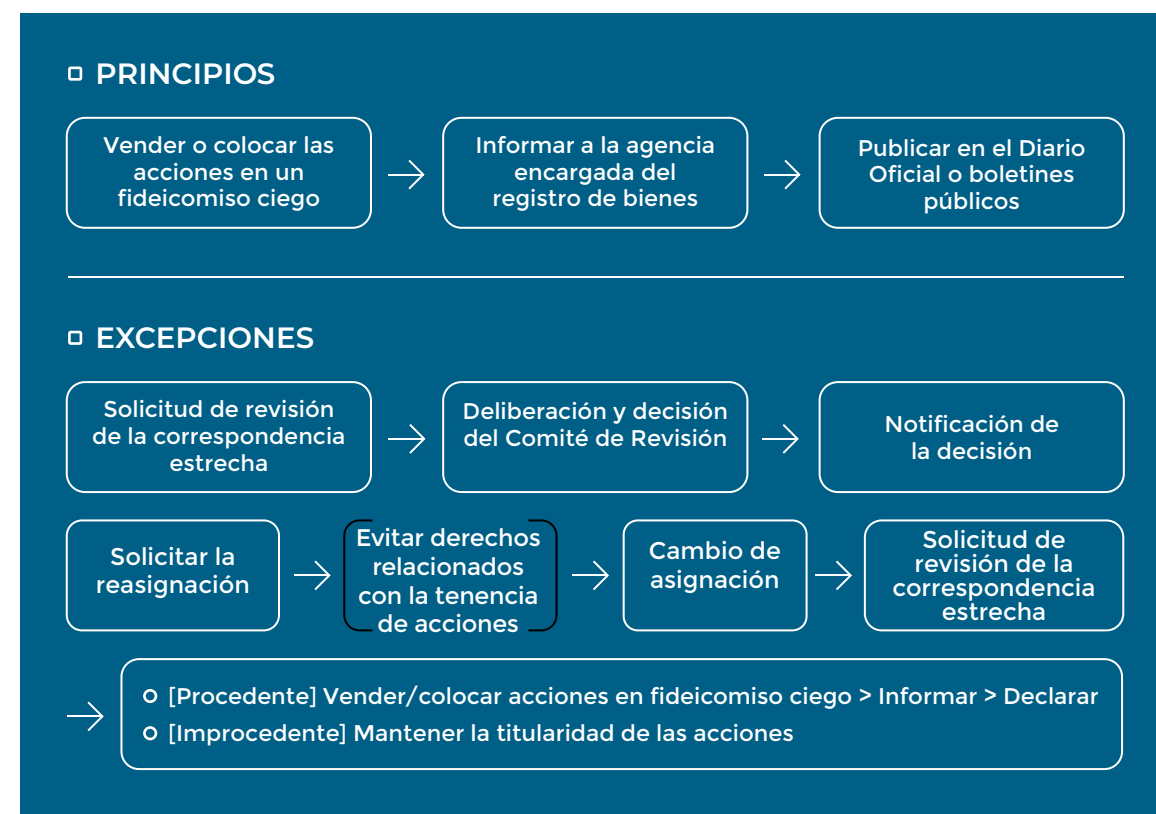 PRINCIPIOS
Vender o colocar las
acciones en un
fideicomiso ciego
Informar a la agencia
encargada del
registro de bienes
Publicar en el Diario
Oficial o boletines
públicos
EXCEPCIONES
Solicitud de revisión
de la correspondencia
estrecha
Deliberación y decisión
del Comité de Revisión
Notificación de
la decisión
Solicitar la
reasignación
Evitar derechos
relacionados
con la tenencia
de acciones
Cambio de
asignación
Solicitud de
revisión de la
correspondencia
estrecha
[Procedente] Vender/colocar acciones en fideicomiso ciego > Informar > Declarar
[Improcedente] Mantener la titularidad de las acciones